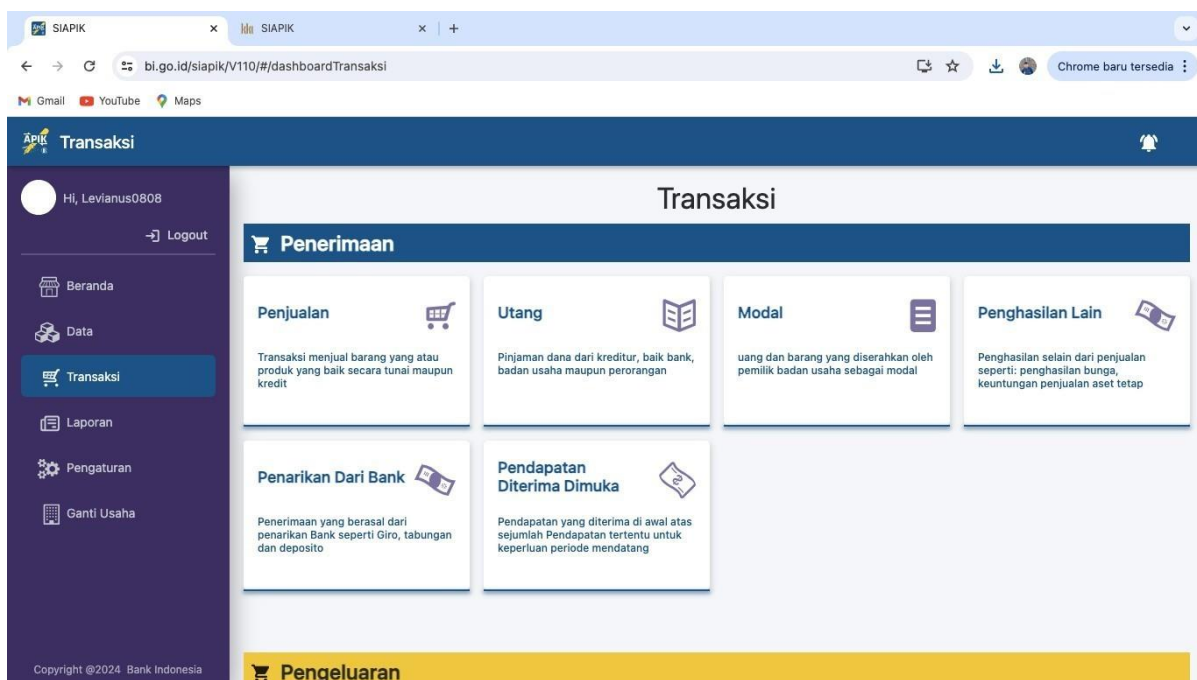 SIAPIK
SIAPIK
bi.go.id/siapik/V110/#/dashboardTransaksi
Chrome baru tersedia
Gmail YouTube Maps
APIK Transaksi
Hi, Levianus0808
Logout
Beranda
Data
Transaksi
Laporan
Pengaturan
Ganti Usaha
Copyright @2024 Bank Indonesia
Transaksi
Penerimaan
Penjualan
Transaksi menjual barang yang atau
produk yang baik secara tunai maupun
kredit
Utang
Pinjaman dana dari kreditur, baik bank,
badan usaha maupun perorangan
Modal
uang dan barang yang diserahkan oleh
pemilik badan usaha sebagai modal
Penghasilan Lain
Penghasilan selain dari penjualan
seperti: penghasilan bunga,
keuntungan penjualan aset tetap
Penarikan Dari Bank
Penerimaan yang berasal dari
penarikan Bank seperti Giro, tabungan
dan deposito
Pendapatan
Diterima Dimuka
Pendapatan yang diterima di awal atas
sejumlah Pendapatan tertentu untuk
keperluan periode mendatang
Pengeluaran